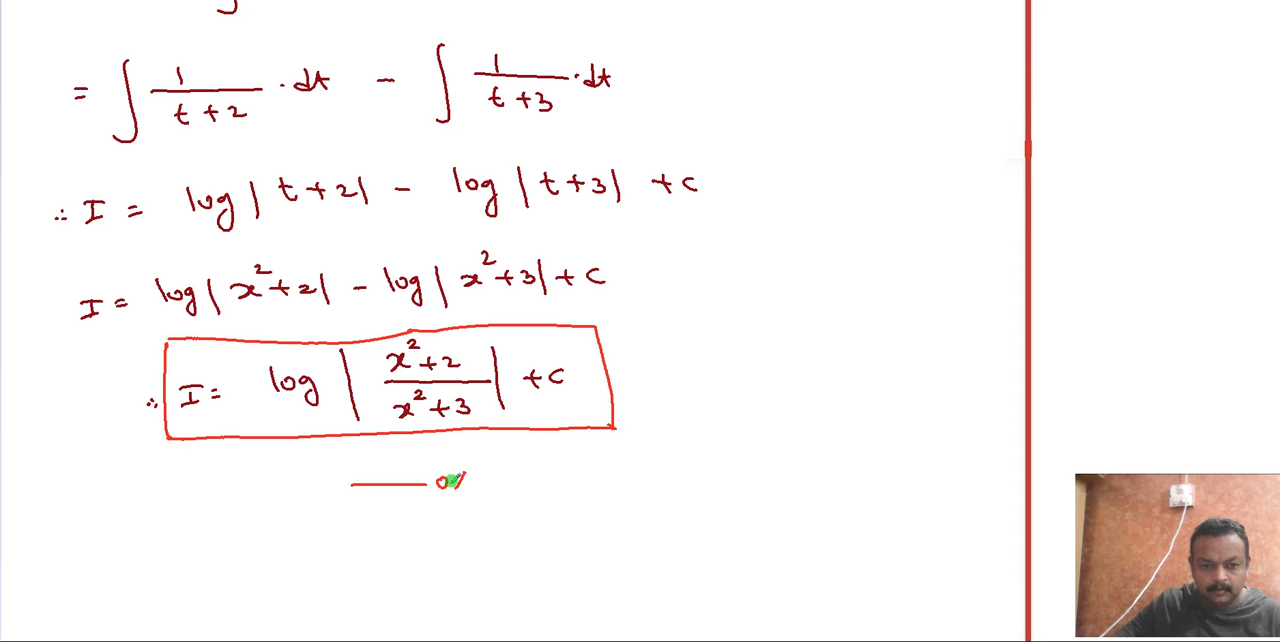 = ∫ 1/(t+2) · dt - ∫ 1/(t+3) · dt
∴ I = log|t+2| - log|t+3| + c
I = log|x²+2| - log|x²+3| + c
∴ I = log |(x²+2)/(x²+3)| + c